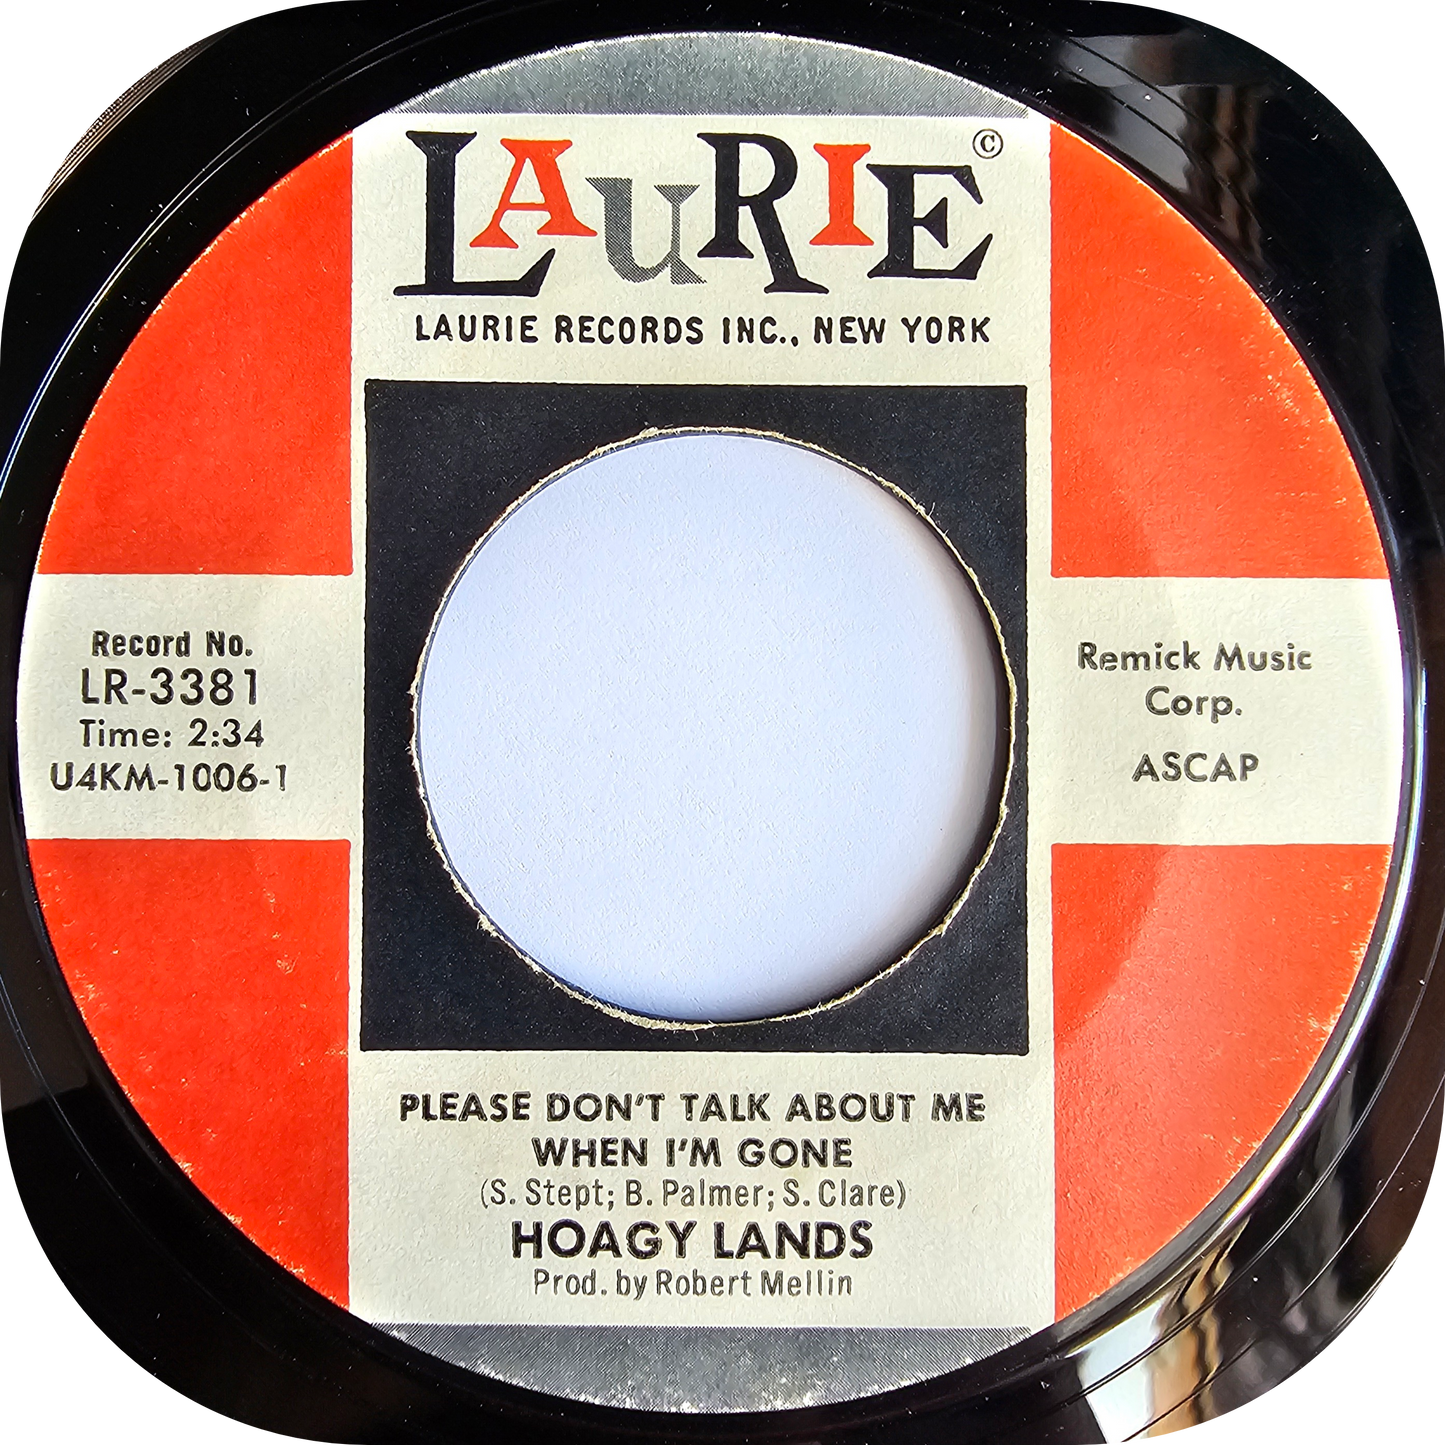 LAuRIE ©
LAURIE RECORDS INC., NEW YORK
Record No.
LR-3381
Time: 2:34
U4KM-1006-1
Remick Music
Corp.
ASCAP
PLEASE DON'T TALK ABOUT ME
WHEN I'M GONE
(S. Stept; B. Palmer; S. Clare)
HOAGY LANDS
Prod. by Robert Mellin